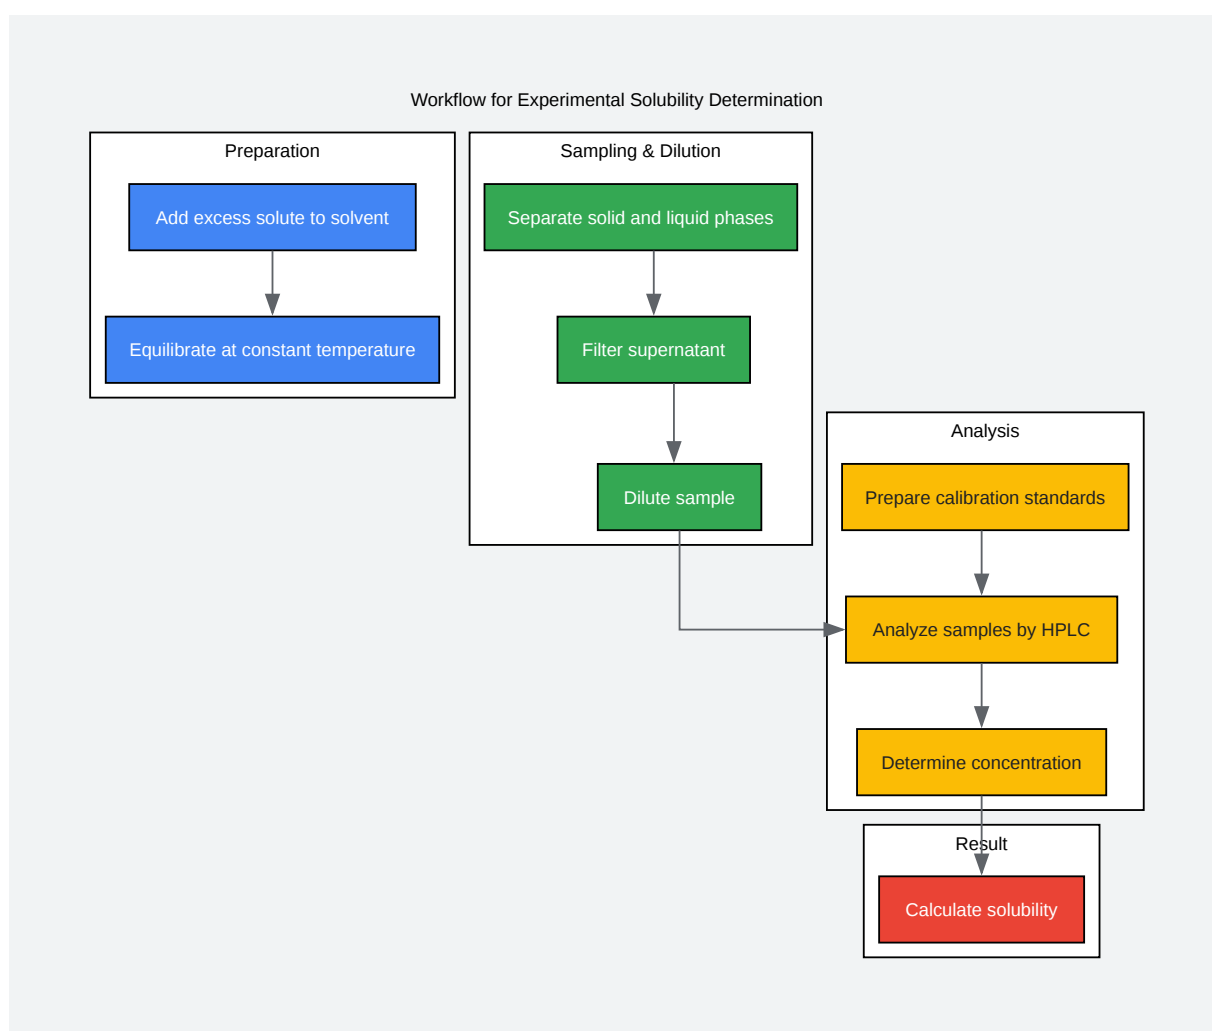 Workflow for Experimental Solubility Determination
Preparation
Add excess solute to solvent
Equilibrate at constant temperature
Sampling & Dilution
Separate solid and liquid phases
Filter supernatant
Dilute sample
Analysis
Prepare calibration standards
Analyze samples by HPLC
Determine concentration
Result
Calculate solubility